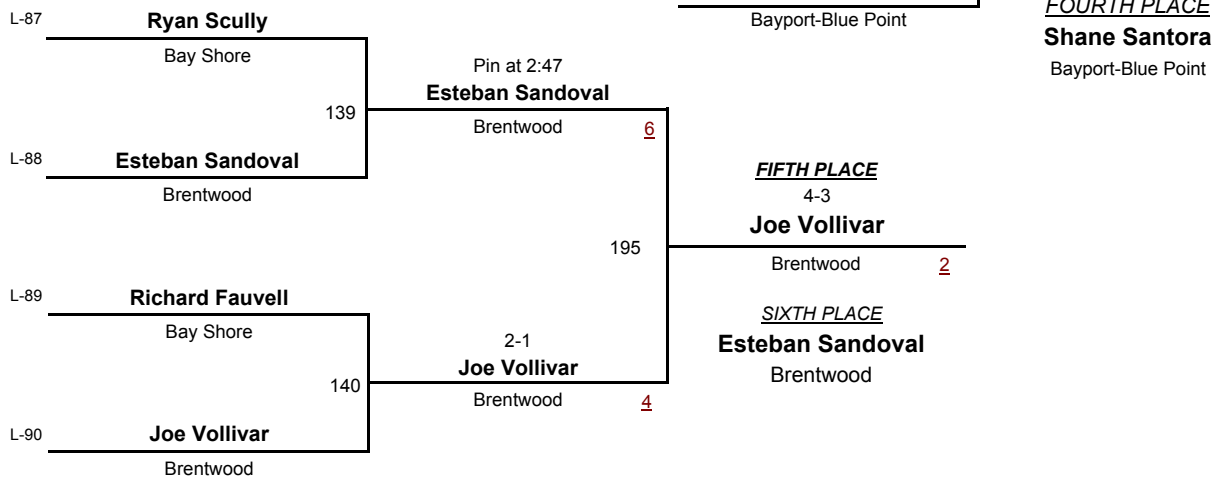 FOURTH PLACE
L-87 Ryan Scully
Bayport-Blue Point
Shane Santora
Bay Shore
Bayport-Blue Point
Pin at 2:47
Esteban Sandoval
139
Brentwood 6
L-88 Esteban Sandoval
Brentwood
FIFTH PLACE
4-3
Joe Vollivar
195
Brentwood 2
L-89 Richard Fauvell
Bay Shore
SIXTH PLACE
2-1
Esteban Sandoval
Joe Vollivar
Brentwood
140
Brentwood 4
L-90 Joe Vollivar
Brentwood